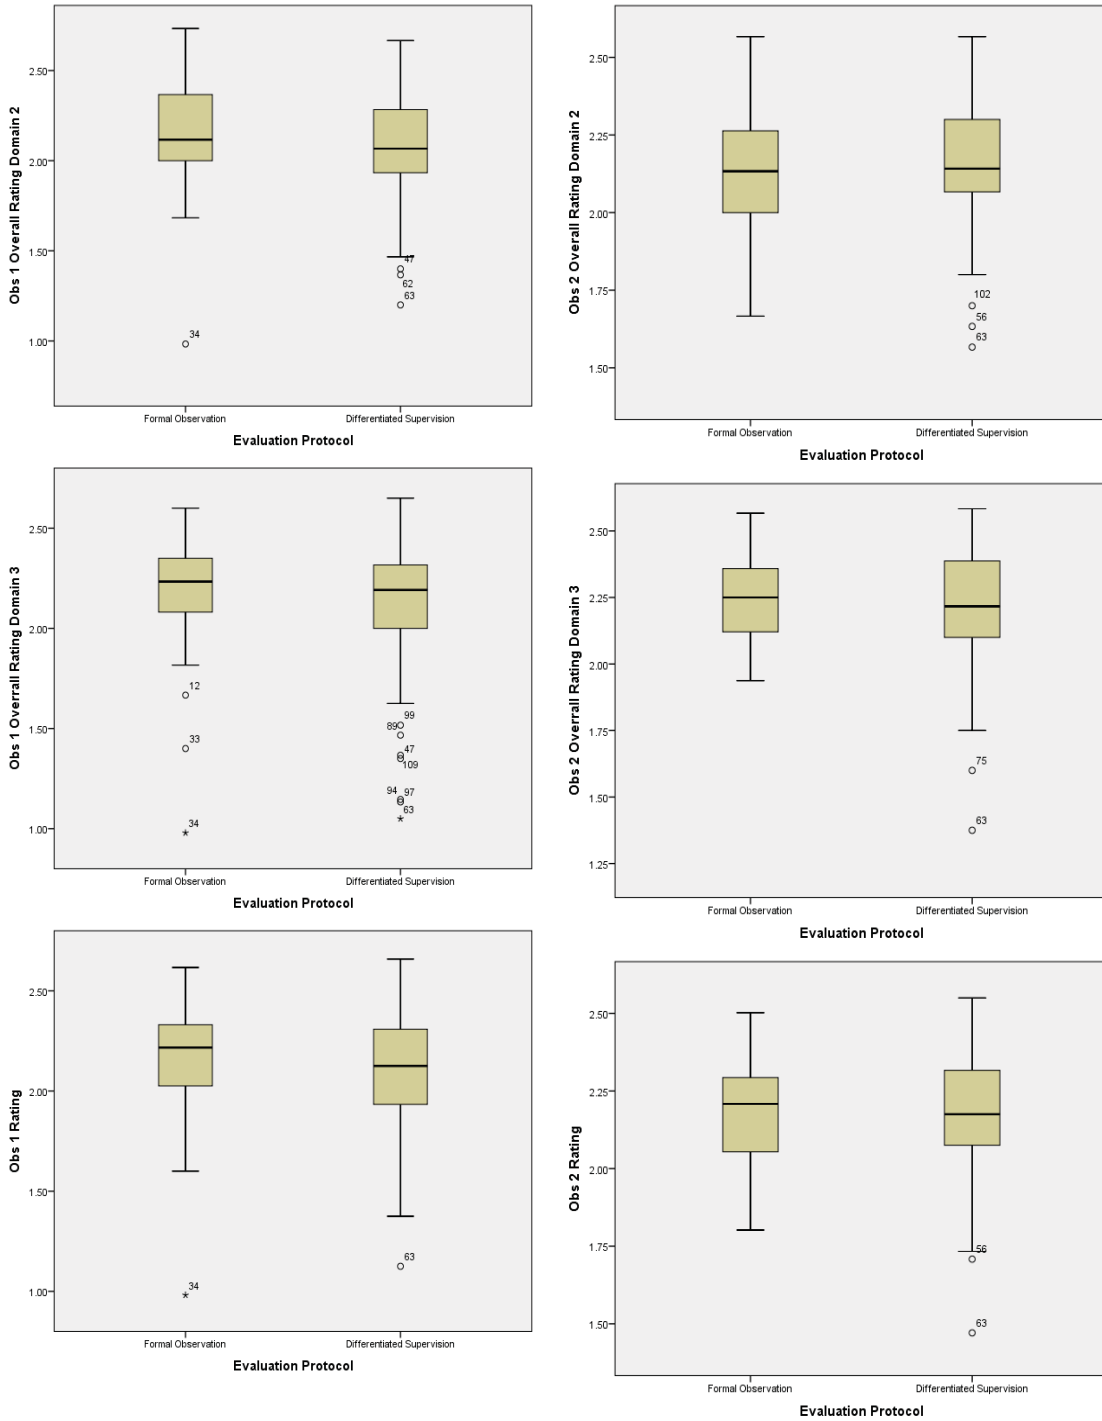 Obs 1 Overall Rating Domain 2
2.50
2.00
1.50
1.00
47
62
63
34
Formal Observation Differentiated Supervision
Evaluation Protocol
Obs 2 Overall Rating Domain 2
2.50
2.25
2.00
1.75
1.50
102
56
63
Formal Observation Differentiated Supervision
Evaluation Protocol
Obs 1 Overrall Rating Domain 3
2.50
2.00
1.50
1.00
12
33
34
99
89
47
109
94 97
63
Formal Observation Differentiated Supervision
Evaluation Protocol
Obs 2 Overrall Rating Domain 3
2.50
2.25
2.00
1.75
1.50
1.25
75
63
Formal Observation Differentiated Supervision
Evaluation Protocol
Obs 1 Rating
2.50
2.00
1.50
1.00
63
34
Formal Observation Differentiated Supervision
Evaluation Protocol
Obs 2 Rating
2.50
2.25
2.00
1.75
1.50
56
63
Formal Observation Differentiated Supervision
Evaluation Protocol